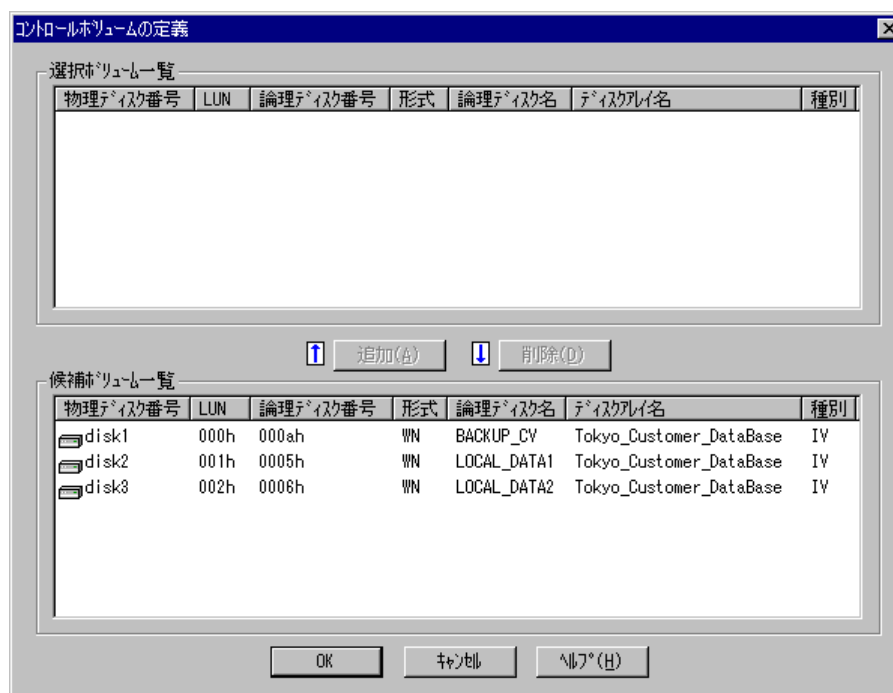 コントロールボリュームの定義
選択ボリューム一覧
物理ディスク番号 LUN 論理ディスク番号 形式 論理ディスク名 ディスクアレイ名 種別
追加(A) 削除(D)
候補ボリューム一覧
物理ディスク番号 LUN 論理ディスク番号 形式 論理ディスク名 ディスクアレイ名 種別
disk1 000h 000ah WN BACKUP_CV Tokyo_Customer_DataBase IV
disk2 001h 0005h WN LOCAL_DATA1 Tokyo_Customer_DataBase IV
disk3 002h 0006h WN LOCAL_DATA2 Tokyo_Customer_DataBase IV
OK キャンセル ヘルプ(H)